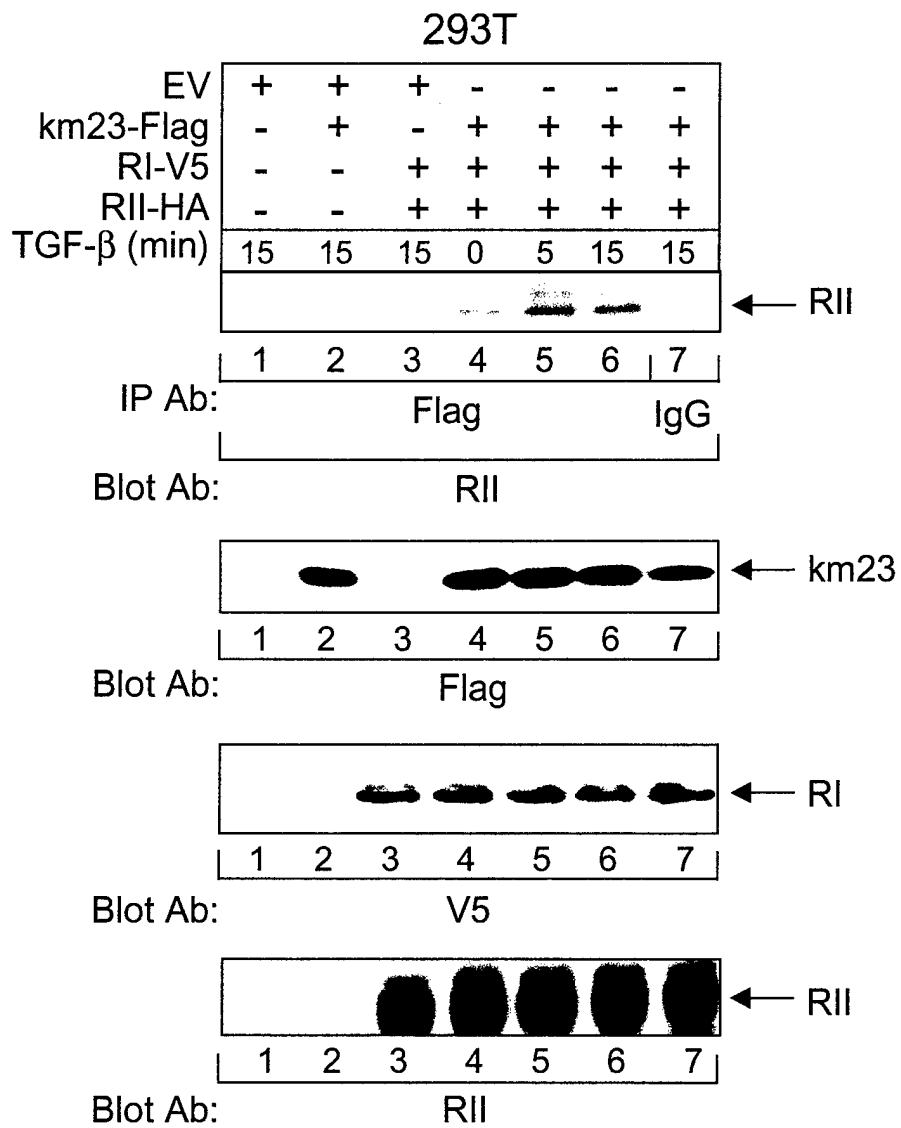 293T
EV + + + - - - -
km23-Flag - + - + + + +
RI-V5 - - + + + + +
RII-HA - - + + + + +
TGF-β (min) 15 15 15 0 5 15 15
RII
1 2 3 4 5 6 7
IP Ab: Flag IgG
Blot Ab: RII
km23
1 2 3 4 5 6 7
Blot Ab: Flag
RI
1 2 3 4 5 6 7
Blot Ab: V5
RII
1 2 3 4 5 6 7
Blot Ab: RII